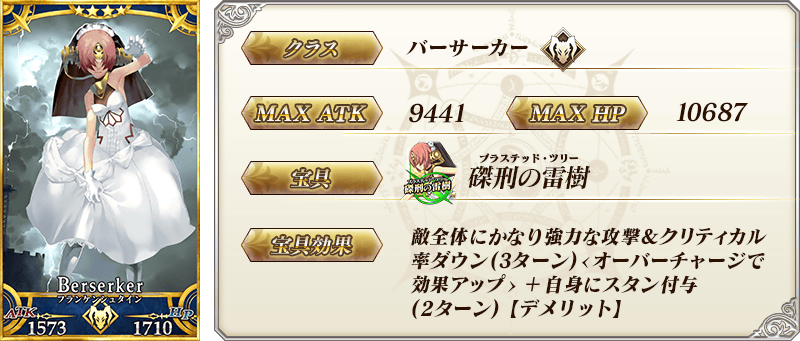 Berserker
フランケンシュタイン
ATK 1573 1710 HP
クラス バーサーカー
MAX ATK 9441 MAX HP 10687
宝具
ブラステッド・ツリー
磔刑の雷樹
磔刑の雷樹
宝具効果
敵全体にかなり強力な攻撃&クリティカル
率ダウン(3ターン)<オーバーチャージで
効果アップ>+自身にスタン付与
(2ターン)【デメリット】